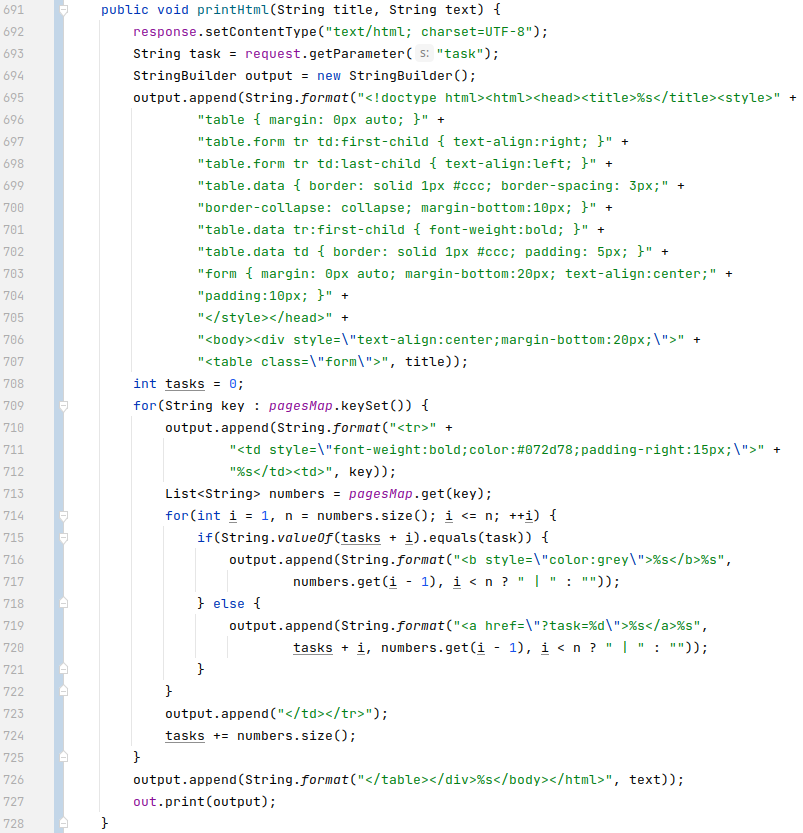 691 public void printHtml(String title, String text) {
692 response.setContentType("text/html; charset=UTF-8");
693 String task = request.getParameter( s: "task");
694 StringBuilder output = new StringBuilder();
695 output.append(String.format("<!doctype html><html><head><title>%s</title><style>" +
696 "table { margin: 0px auto; }" +
697 "table.form tr td:first-child { text-align:right; }" +
698 "table.form tr td:last-child { text-align:left; }" +
699 "table.data { border: solid 1px #ccc; border-spacing: 3px;" +
700 "border-collapse: collapse; margin-bottom:10px; }" +
701 "table.data tr:first-child { font-weight:bold; }" +
702 "table.data td { border: solid 1px #ccc; padding: 5px; }" +
703 "form { margin: 0px auto; margin-bottom:20px; text-align:center;" +
704 "padding:10px; }" +
705 "</style></head>" +
706 "<body><div style=\"text-align:center;margin-bottom:20px;\">" +
707 "<table class=\"form\">", title));
708 int tasks = 0;
709 for(String key : pagesMap.keySet()) {
710 output.append(String.format("<tr>" +
711 "<td style=\"font-weight:bold;color:#072d78;padding-right:15px;\">" +
712 "%s</td><td>", key));
713 List<String> numbers = pagesMap.get(key);
714 for(int i = 1, n = numbers.size(); i <= n; ++i) {
715 if(String.valueOf(tasks + i).equals(task)) {
716 output.append(String.format("<b style=\"color:grey\">%s</b>%s",
717 numbers.get(i - 1), i < n ? " | " : ""));
718 } else {
719 output.append(String.format("<a href=\"?task=%d\">%s</a>%s",
720 tasks + i, numbers.get(i - 1), i < n ? " | " : ""));
721 }
722 }
723 output.append("</td></tr>");
724 tasks += numbers.size();
725 }
726 output.append(String.format("</table></div>%s</body></html>", text));
727 out.print(output);
728 }